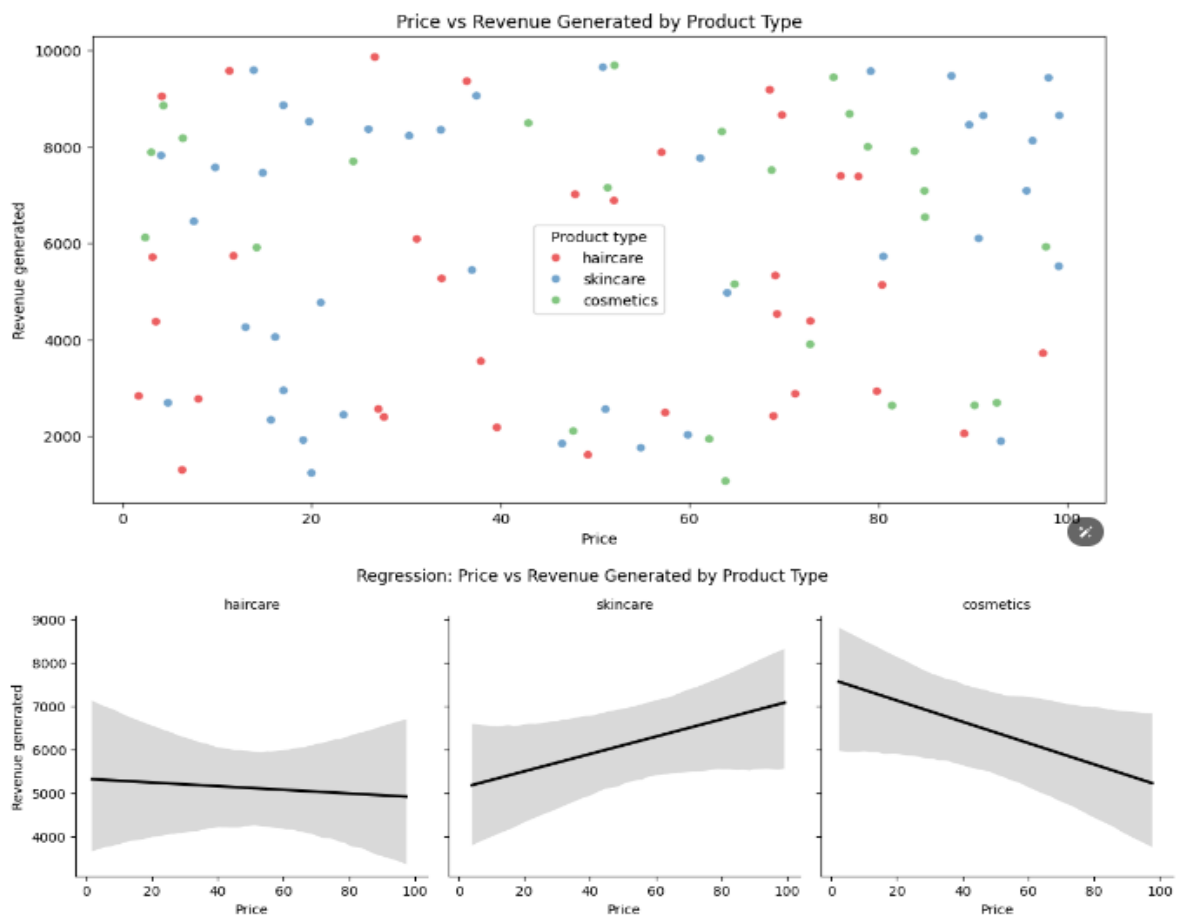 Price vs Revenue Generated by Product Type
10000
8000
6000
4000
2000
Revenue generated
Product type
haircare
skincare
cosmetics
0 20 40 60 80 100
Price
Regression: Price vs Revenue Generated by Product Type
haircare skincare cosmetics
9000
8000
7000
6000
5000
4000
Revenue generated
0 20 40 60 80 100 0 20 40 60 80 100 0 20 40 60 80 100
Price Price Price